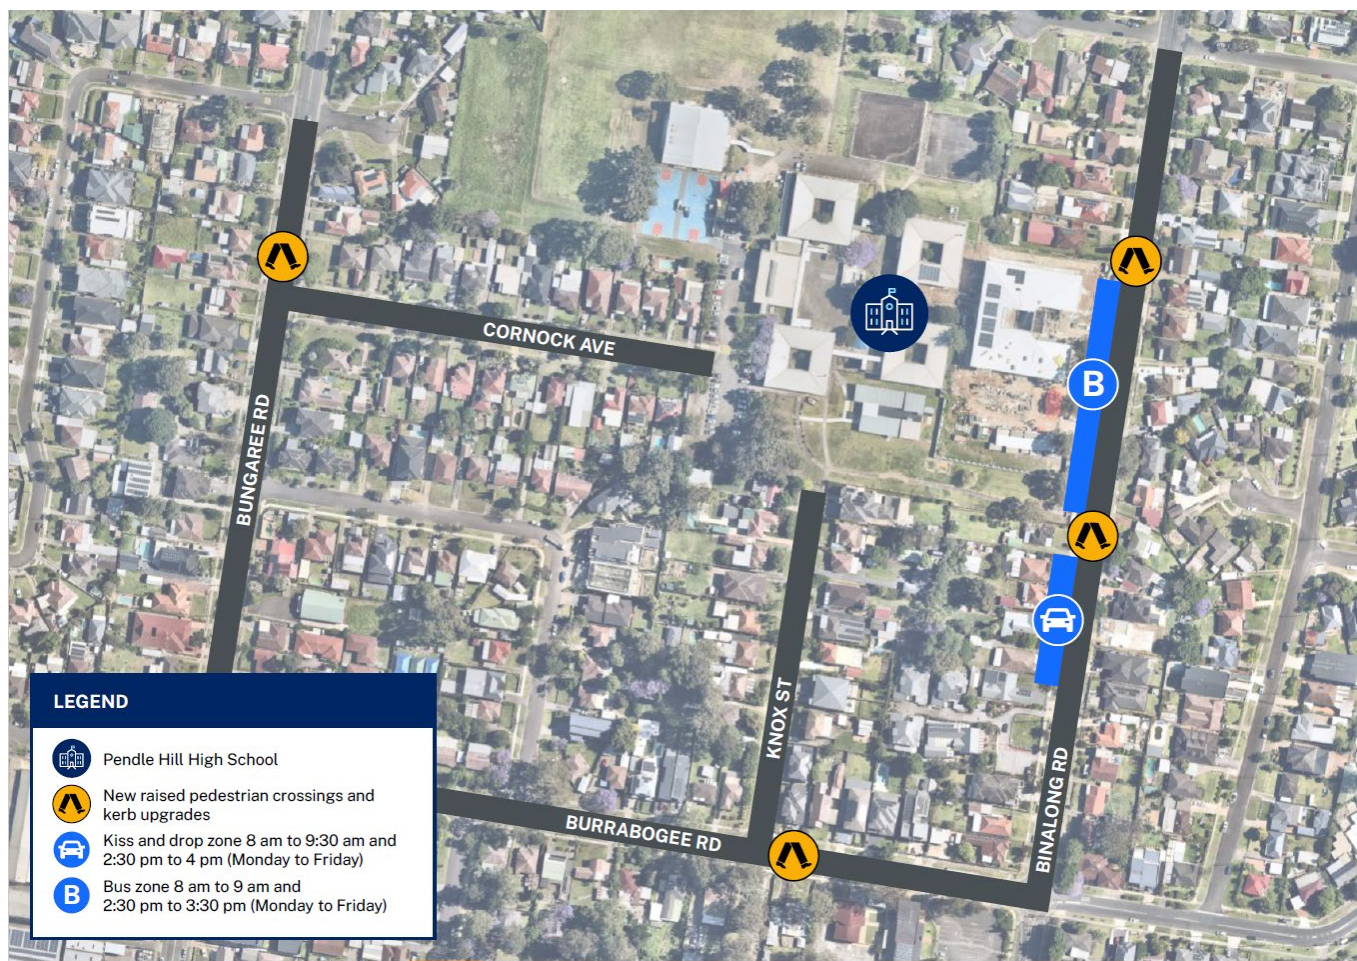 CORNOCK AVE
BUNGAREE RD
B
KNOX ST
BURRABOGEE RD
BINALONG RD
LEGEND
Pendle Hill High School
New raised pedestrian crossings and
kerb upgrades
Kiss and drop zone 8 am to 9:30 am and
2:30 pm to 4 pm (Monday to Friday)
B
Bus zone 8 am to 9 am and
2:30 pm to 3:30 pm (Monday to Friday)